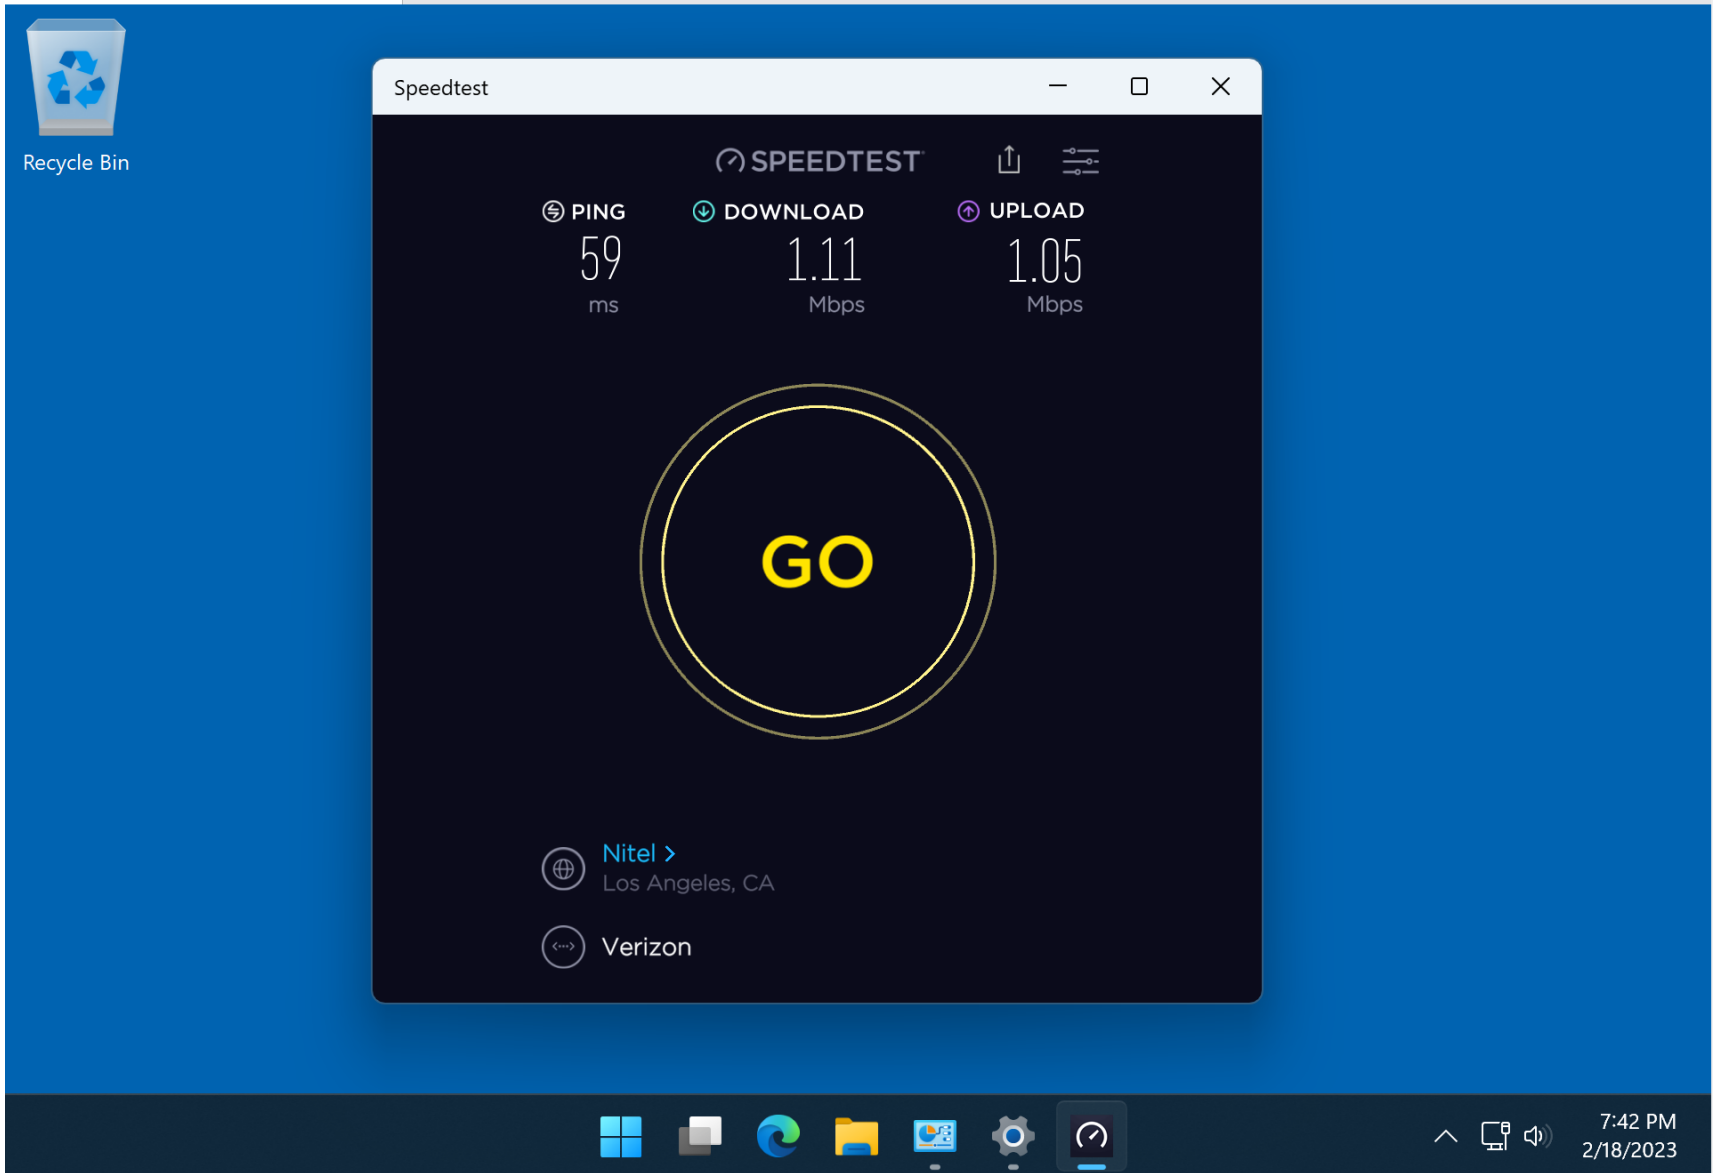 Recycle Bin
Speedtest
SPEEDTEST
PING
59
ms
DOWNLOAD
1.11
Mbps
UPLOAD
1.05
Mbps
GO
Nitel >
Los Angeles, CA
Verizon
7:42 PM
2/18/2023